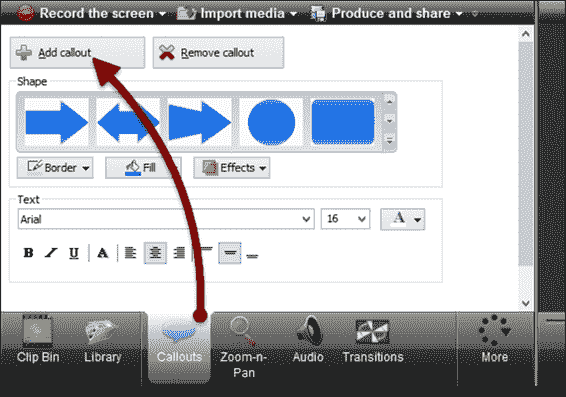 Record the screen Import media Produce and share
Add callout Remove callout
Shape
Border Fill Effects
Text
Arial 16 A
B I U A
Clip Bin Library Callouts Zoom-n-Pan Audio Transitions More